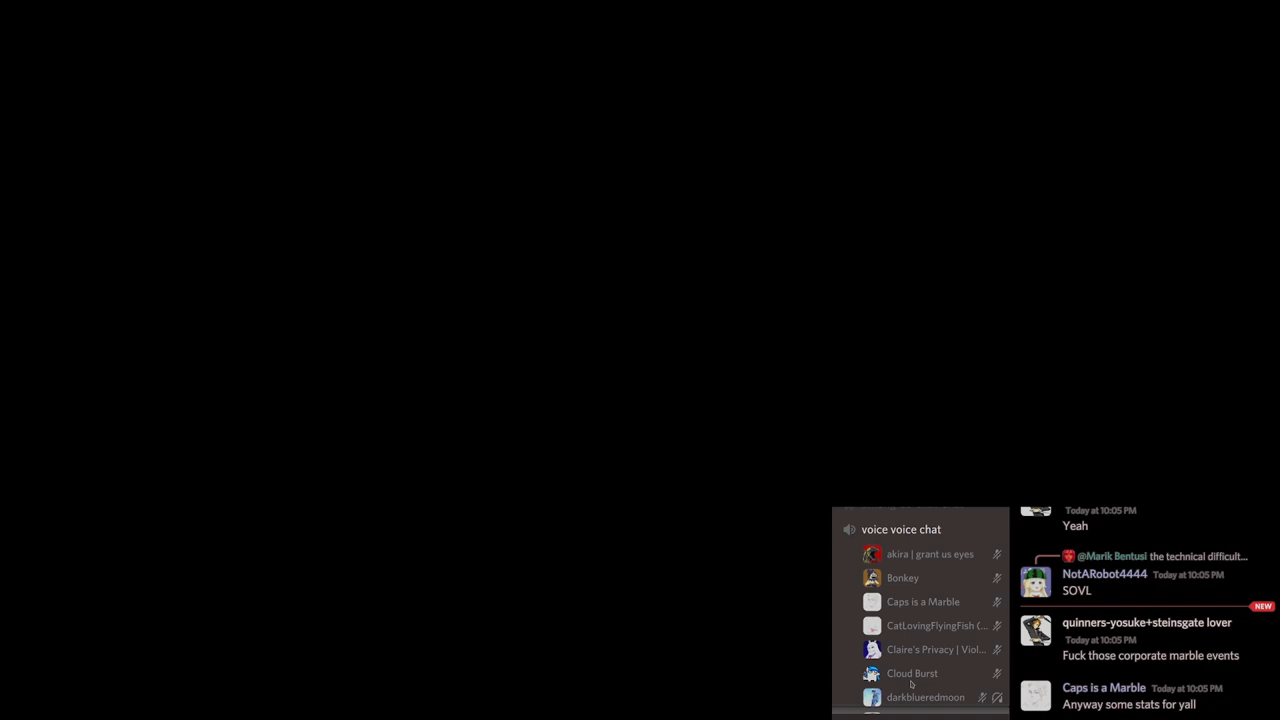 voice voice chat
akira | grant us eyes
Bonkey
Caps is a Marble
CatLovingFlyingFish (...
Claire's Privacy | Viol...
Cloud Burst
darkblueredmoon
Today at 10:05 PM
Yeah
@Marik Bentusi the technical difficult...
NotARobot4444 Today at 10:05 PM
SOVL
NEW
quinners-yosuke+steinsgate lover
Today at 10:05 PM
Fuck those corporate marble events
Caps is a Marble Today at 10:05 PM
Anyway some stats for yall